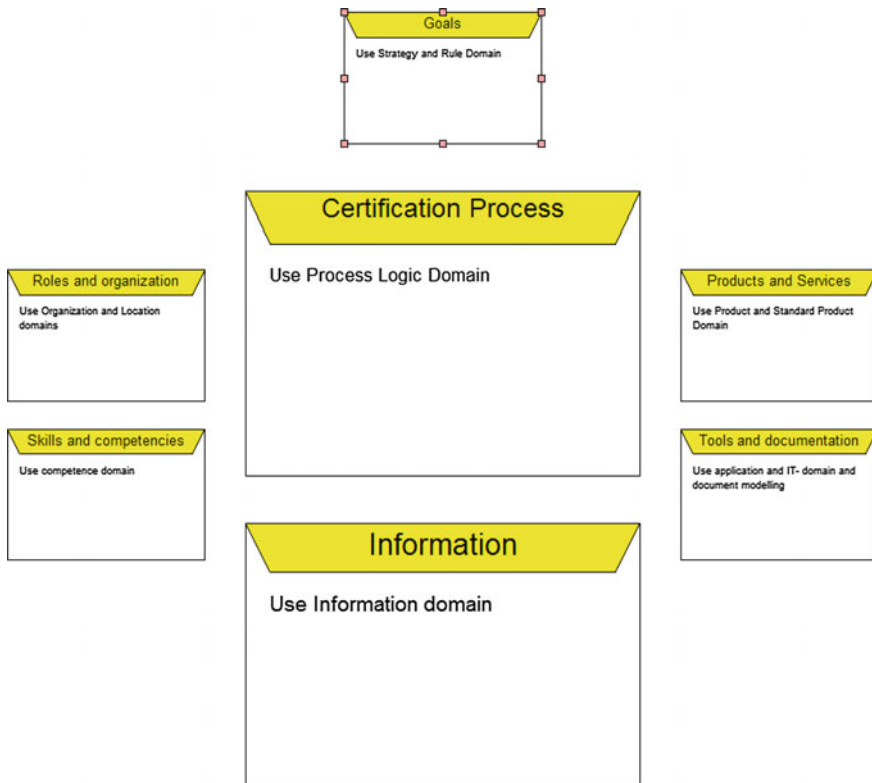 Goals
Use Strategy and Rule Domain
Certification Process
Use Process Logic Domain
Roles and organization
Use Organization and Location
domains
Products and Services
Use Product and Standard Product
Domain
Skills and competencies
Use competence domain
Tools and documentation
Use application and IT- domain and
document modelling
Information
Use Information domain